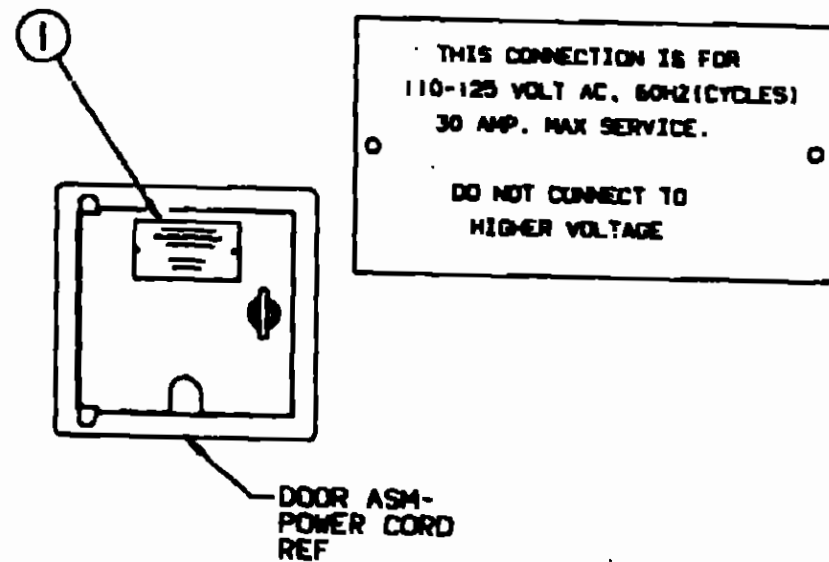 1
THIS CONNECTION IS FOR
110-125 VOLT AC. 60HZ(CYCLES)
30 AMP. MAX SERVICE.
DO NOT CONNECT TO
HIGHER VOLTAGE
DOOR ASM-
POWER CORD
REF